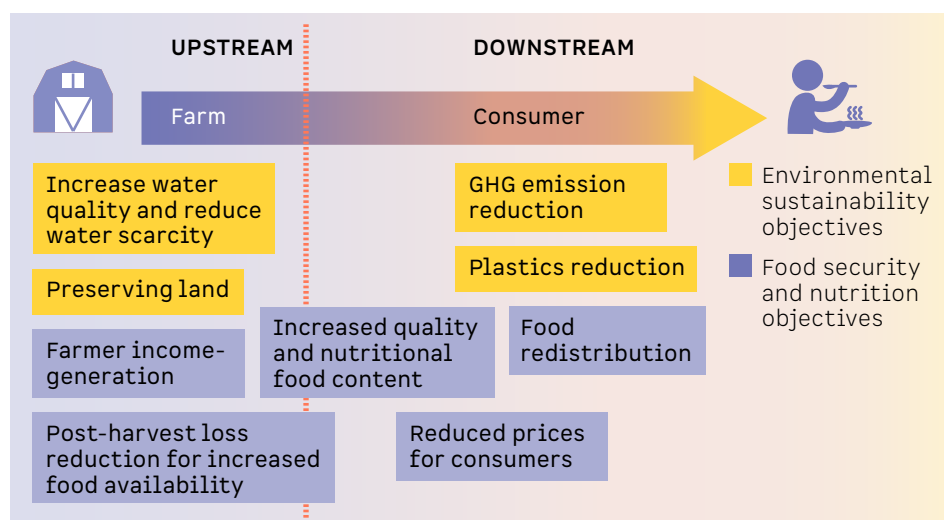 UPSTREAM
DOWNSTREAM
Farm
Consumer
Increase water
quality and reduce
water scarcity
Preserving land
Farmer income-
generation
Post-harvest loss
reduction for increased
food availability
Increased quality
and nutritional
food content
GHG emission
reduction
Plastics reduction
Food
redistribution
Reduced prices
for consumers
Environmental
sustainability
objectives
Food security
and nutrition
objectives